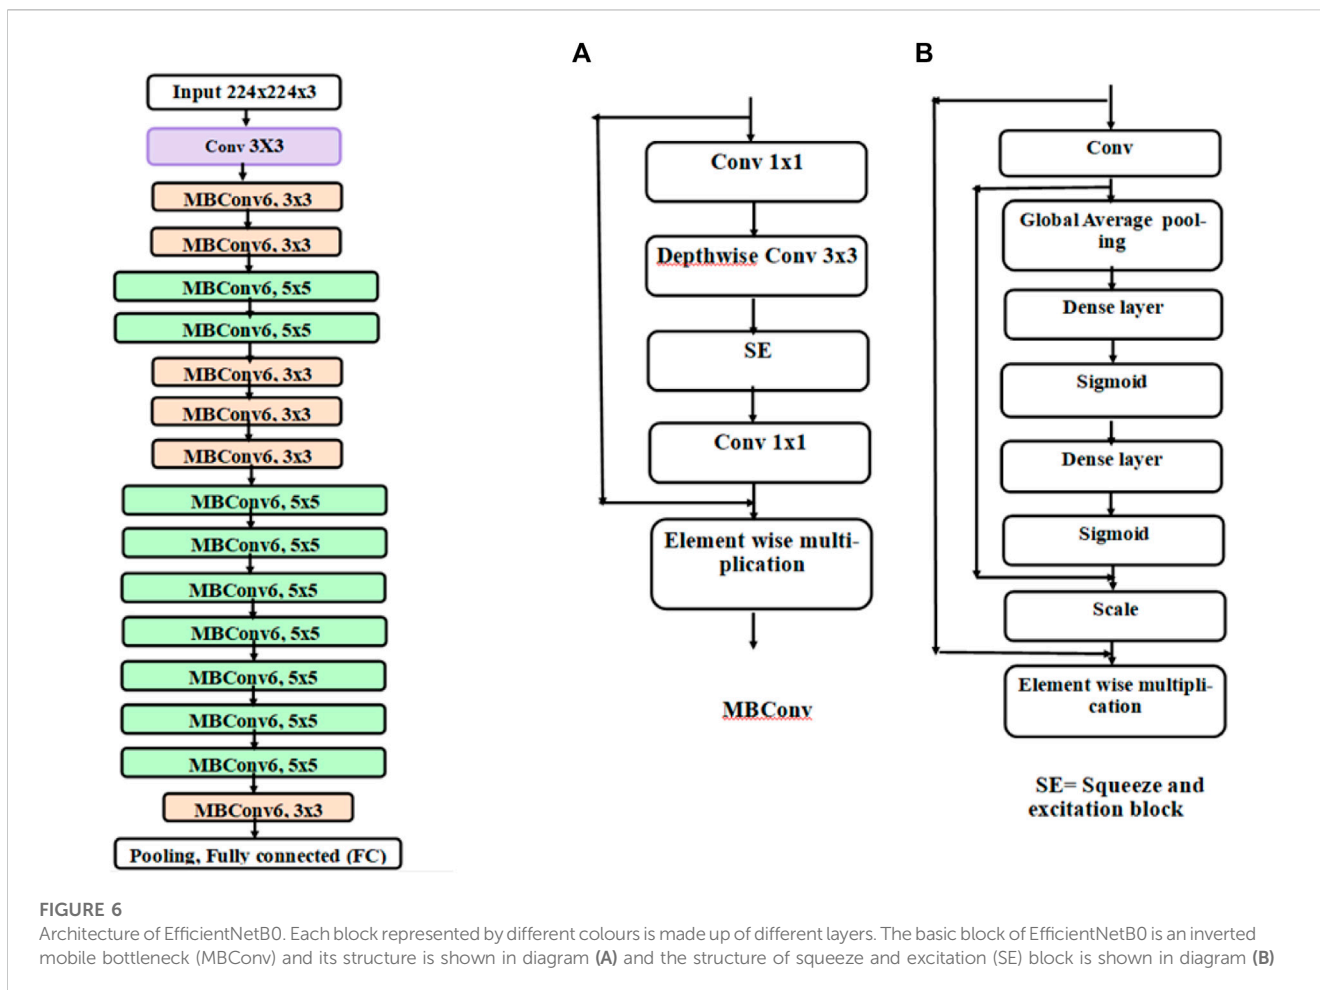 Input 224x224x3
Conv 3X3
MBConv6, 3x3
MBConv6, 3x3
MBConv6, 5x5
MBConv6, 5x5
MBConv6, 3x3
MBConv6, 3x3
MBConv6, 3x3
MBConv6, 5x5
MBConv6, 5x5
MBConv6, 5x5
MBConv6, 5x5
MBConv6, 5x5
MBConv6, 5x5
MBConv6, 5x5
MBConv6, 3x3
Pooling, Fully connected (FC)
A
Conv 1x1
Depthwise Conv 3x3
SE
Conv 1x1
Element wise multi-
plication
MBConv
B
Conv
Global Average pool-
ing
Dense layer
Sigmoid
Dense layer
Sigmoid
Scale
Element wise multipli-
cation
SE= Squeeze and
excitation block
FIGURE 6
Architecture of EfficientNetB0. Each block represented by different colours is made up of different layers. The basic block of EfficientNetB0 is an inverted
mobile bottleneck (MBConv) and its structure is shown in diagram (A) and the structure of squeeze and excitation (SE) block is shown in diagram (B)